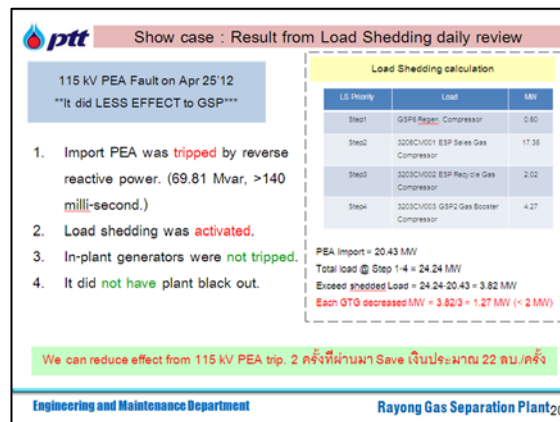 ptt
Show case : Result from Load Shedding daily review
115 kV PEA Fault on Apr 25'12
**It did LESS EFFECT to GSP***
1. Import PEA was tripped by reverse
reactive power. (69.81 Mvar, >140
milli-second.)
2. Load shedding was activated.
3. In-plant generators were not tripped.
4. It did not have plant black out.
Load Shedding calculation
LS Priority Load MW
Step1 GSP6 Regen. Compressor 0.60
Step2 3206CM001 ESP Sales Gas 17.35
Compressor
Step3 3203CM002 ESP Recycle Gas 2.02
Compressor
Step4 3203CM003 GSP2 Gas Booster 4.27
Compressor
PEA Import = 20.43 MW
Total load @ Step 1-4 = 24.24 MW
Exceed shedded Load = 24.24-20.43 = 3.82 MW
Each GTG decreased MW = 3.82/3 = 1.27 MW (< 2 MW)
We can reduce effect from 115 kV PEA trip. 2 ครั้งที่ผ่านมา Save เงินประมาณ 22 ลบ./ครั้ง
Engineering and Maintenance Department
Rayong Gas Separation Plant 20